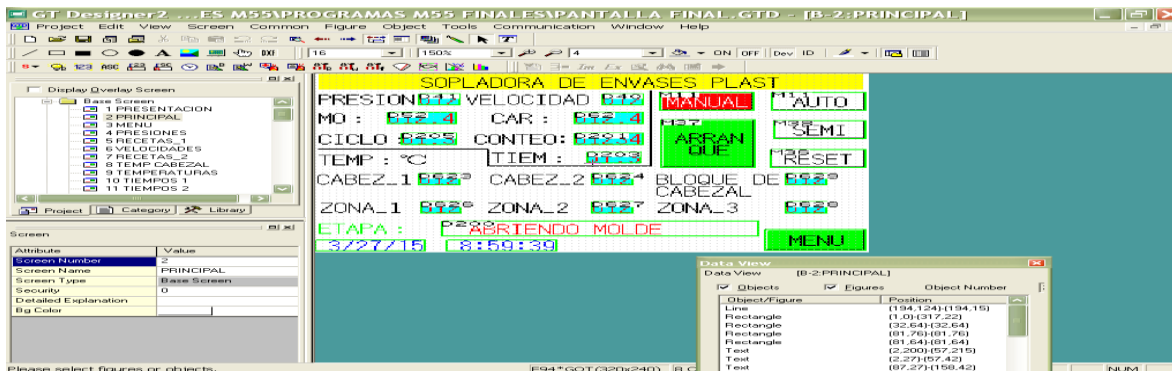 GT Designer2 ...ES M55\PROGRAMAS M55 FINALES\PANTALLA FINAL.GTD - [B-2:PRINCIPAL]
Project Edit View Screen Common Figure Object Tools Communication Window Help
16 150% 4 ON OFF Dev ID
Display Overlay Screen
Base Screen
1 PRESENTACION
2 PRINCIPAL
3 MENU
4 PRESIONES
5 RECETAS_1
6 VELOCIDADES
7 RECETAS_2
8 TEMP CABEZAL
9 TEMPERATURAS
10 TIEMPOS 1
11 TIEMPOS 2
Project Category Library
Screen
Attribute Value
Screen Number 2
Screen Name PRINCIPAL
Screen Type Base Screen
Security 0
Detailed Explanation
Bg Color
SOPLADORA DE ENVASES PLAST
PRESION VELOCIDAD MANUAL AUTO
MO : CAR :
CICLO : CONTEO: ARRAN
QUE SEMI
TEMP : °C TIEM : RESET
CABEZ_1 CABEZ_2 BLOQUE DE
CABEZAL
ZONA_1 ZONA_2 ZONA_3
ETAPA : ABRIENDO MOLDE
3/27/15 8:59:39 MENU
Data View
Data View [B-2:PRINCIPAL]
Objects Figures Object Number
Object/Figure Position
Line (194,124)-(194,15)
Rectangle (1,0)-(317,22)
Rectangle (32,64)-(32,64)
Rectangle (81,76)-(81,76)
Rectangle (81,64)-(81,64)
Text (2,200)-(57,215)
Text (2,27)-(57,42)
Text (87,27)-(158,42)
Please select figures or objects. NUM